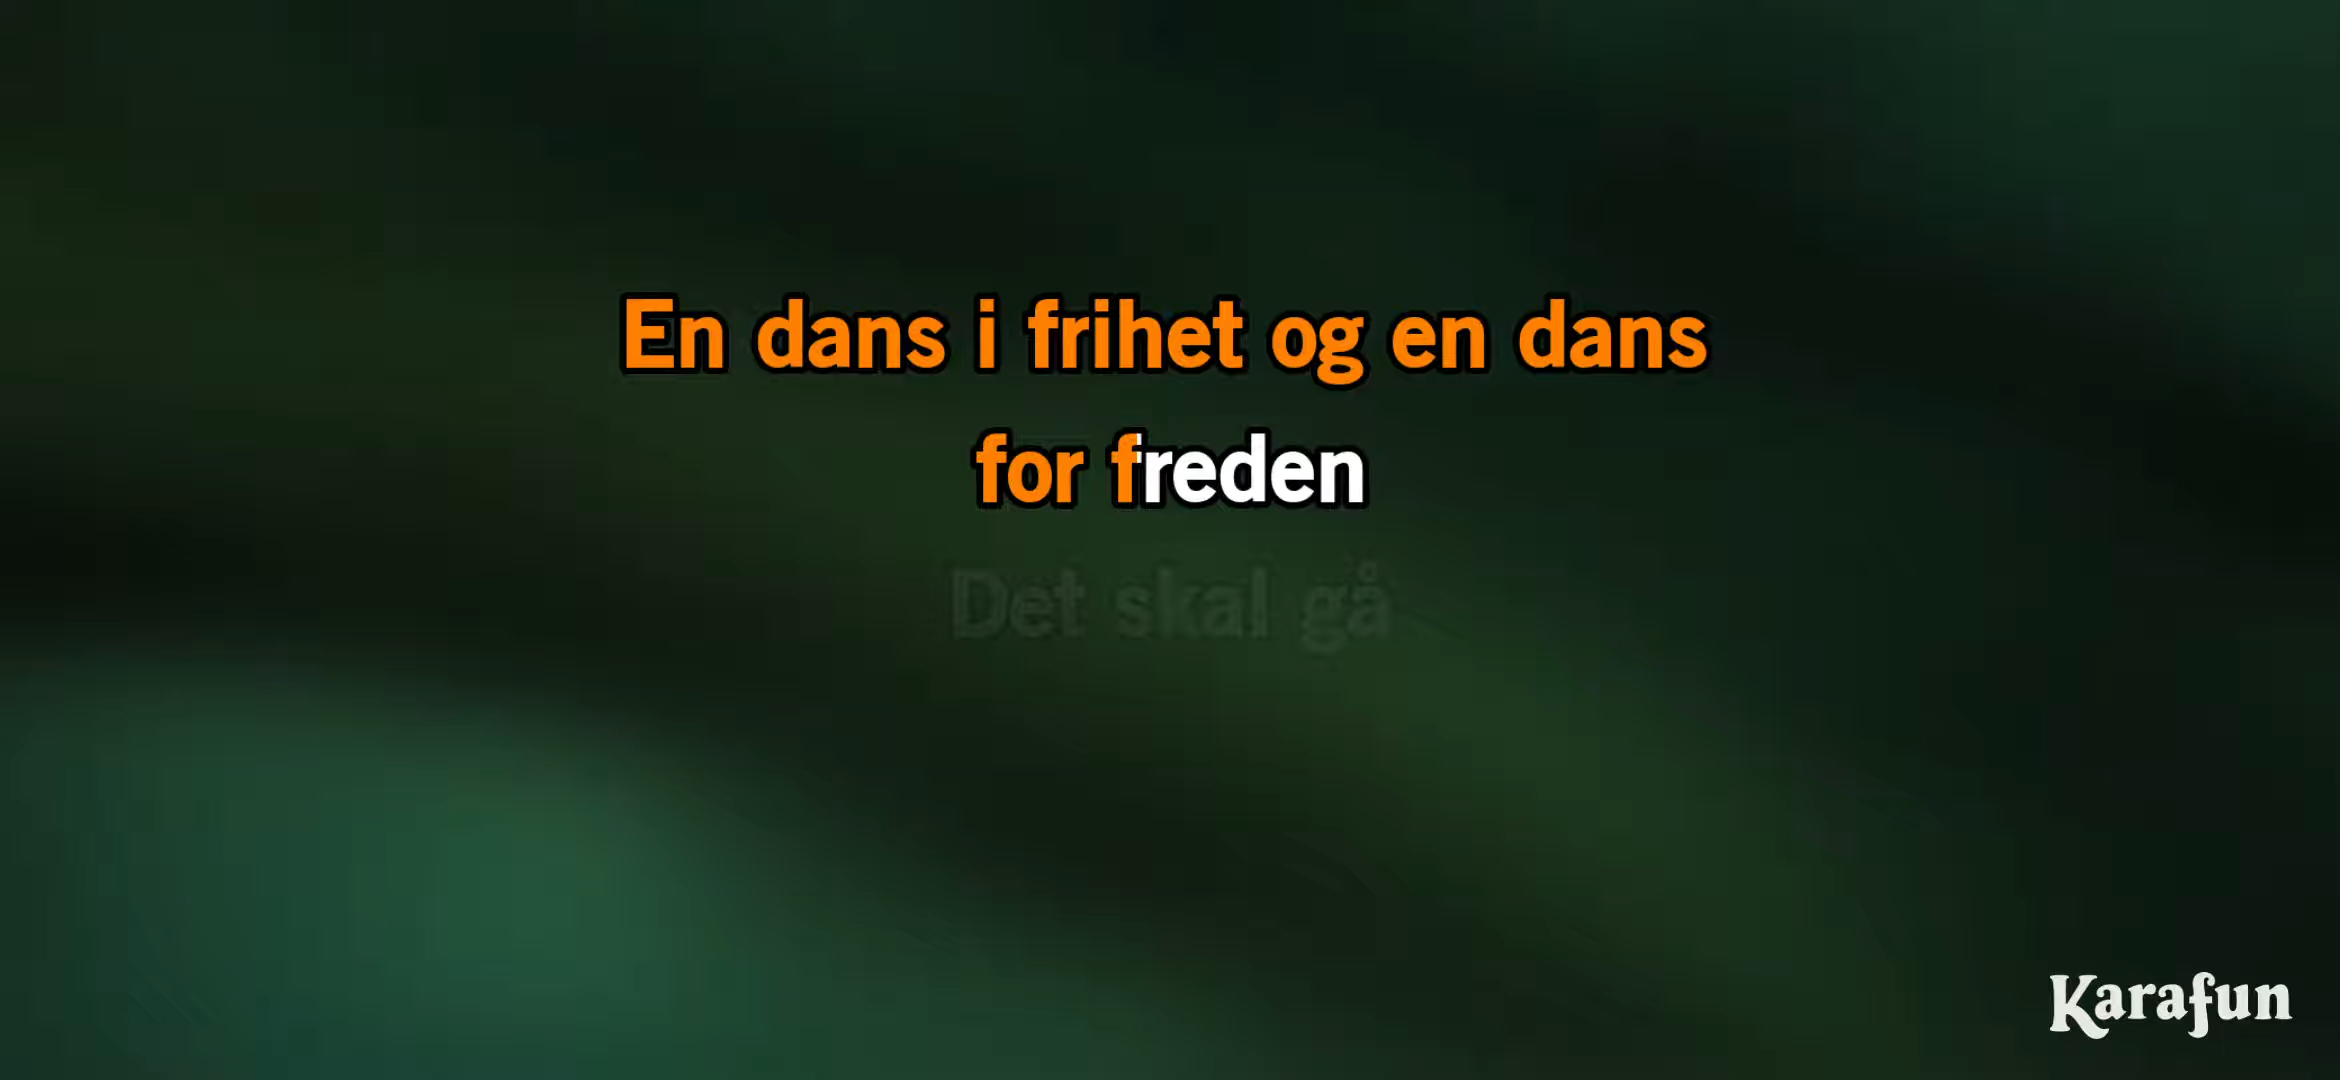 En dans i frihet og en dans
for freden
Det skal gå
Karafun